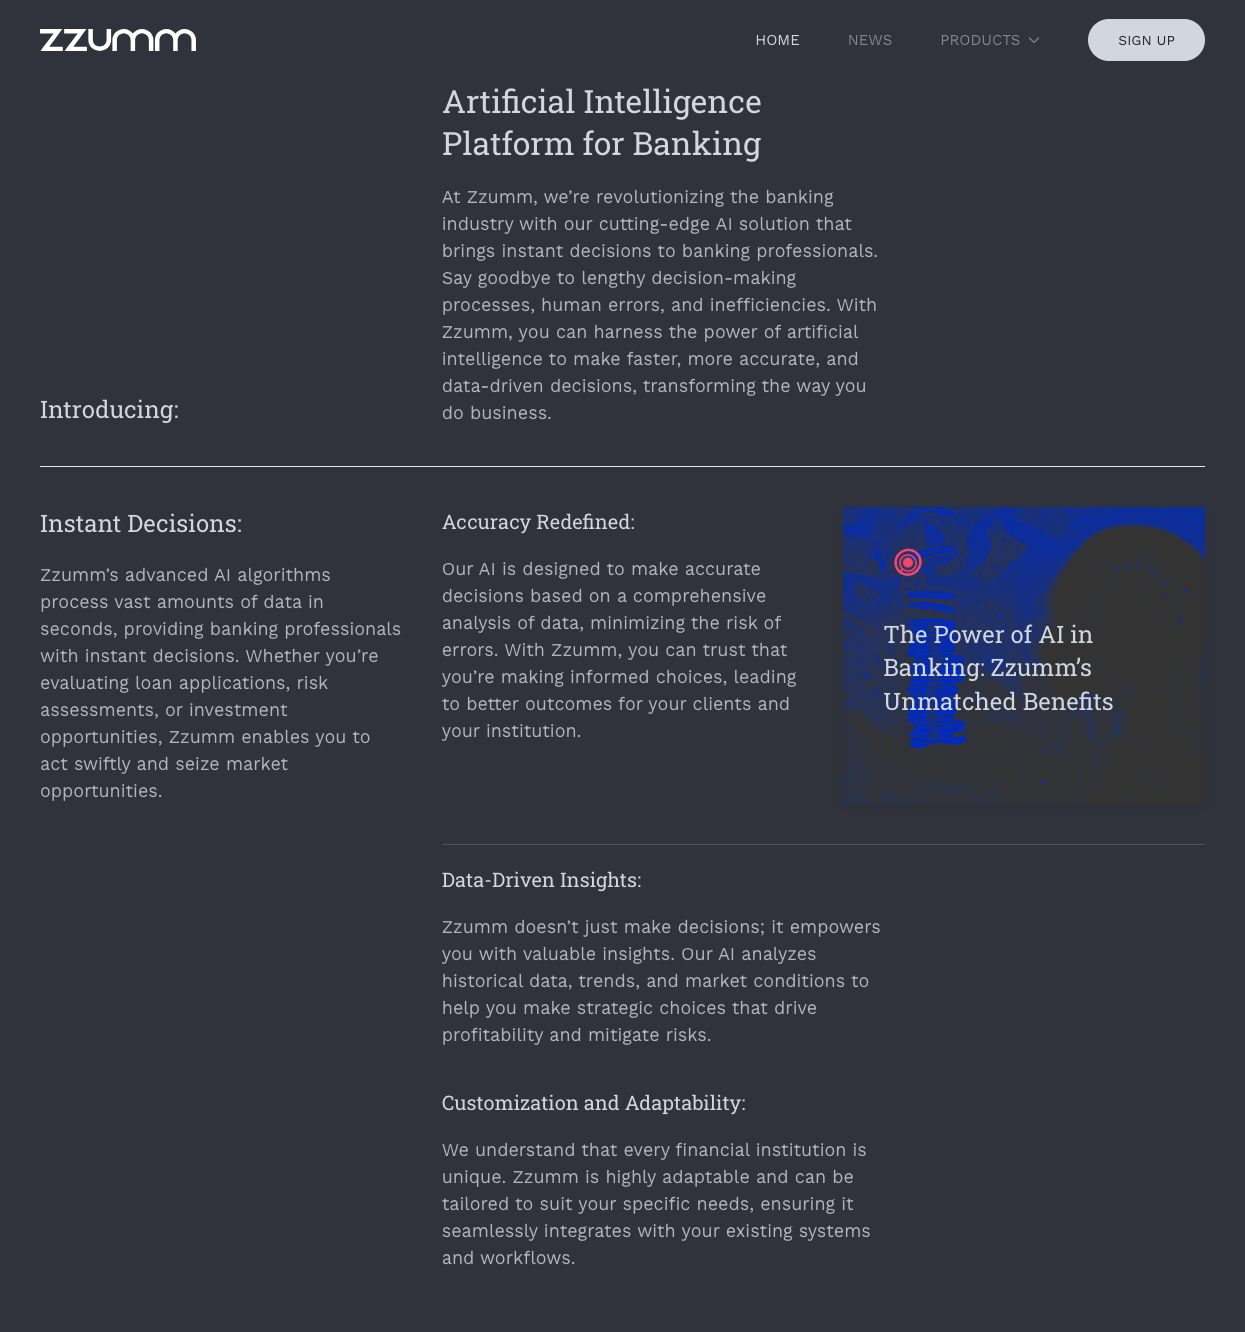 zzumm
HOME
NEWS
PRODUCTS
SIGN UP
Artificial Intelligence
Platform for Banking
At Zzumm, we’re revolutionizing the banking
industry with our cutting-edge AI solution that
brings instant decisions to banking professionals.
Say goodbye to lengthy decision-making
processes, human errors, and inefficiencies. With
Zzumm, you can harness the power of artificial
intelligence to make faster, more accurate, and
data-driven decisions, transforming the way you
do business.
Introducing:
Instant Decisions:
Zzumm’s advanced AI algorithms
process vast amounts of data in
seconds, providing banking professionals
with instant decisions. Whether you’re
evaluating loan applications, risk
assessments, or investment
opportunities, Zzumm enables you to
act swiftly and seize market
opportunities.
Accuracy Redefined:
Our AI is designed to make accurate
decisions based on a comprehensive
analysis of data, minimizing the risk of
errors. With Zzumm, you can trust that
you’re making informed choices, leading
to better outcomes for your clients and
your institution.
The Power of AI in
Banking: Zzumm’s
Unmatched Benefits
Data-Driven Insights:
Zzumm doesn’t just make decisions; it empowers
you with valuable insights. Our AI analyzes
historical data, trends, and market conditions to
help you make strategic choices that drive
profitability and mitigate risks.
Customization and Adaptability:
We understand that every financial institution is
unique. Zzumm is highly adaptable and can be
tailored to suit your specific needs, ensuring it
seamlessly integrates with your existing systems
and workflows.